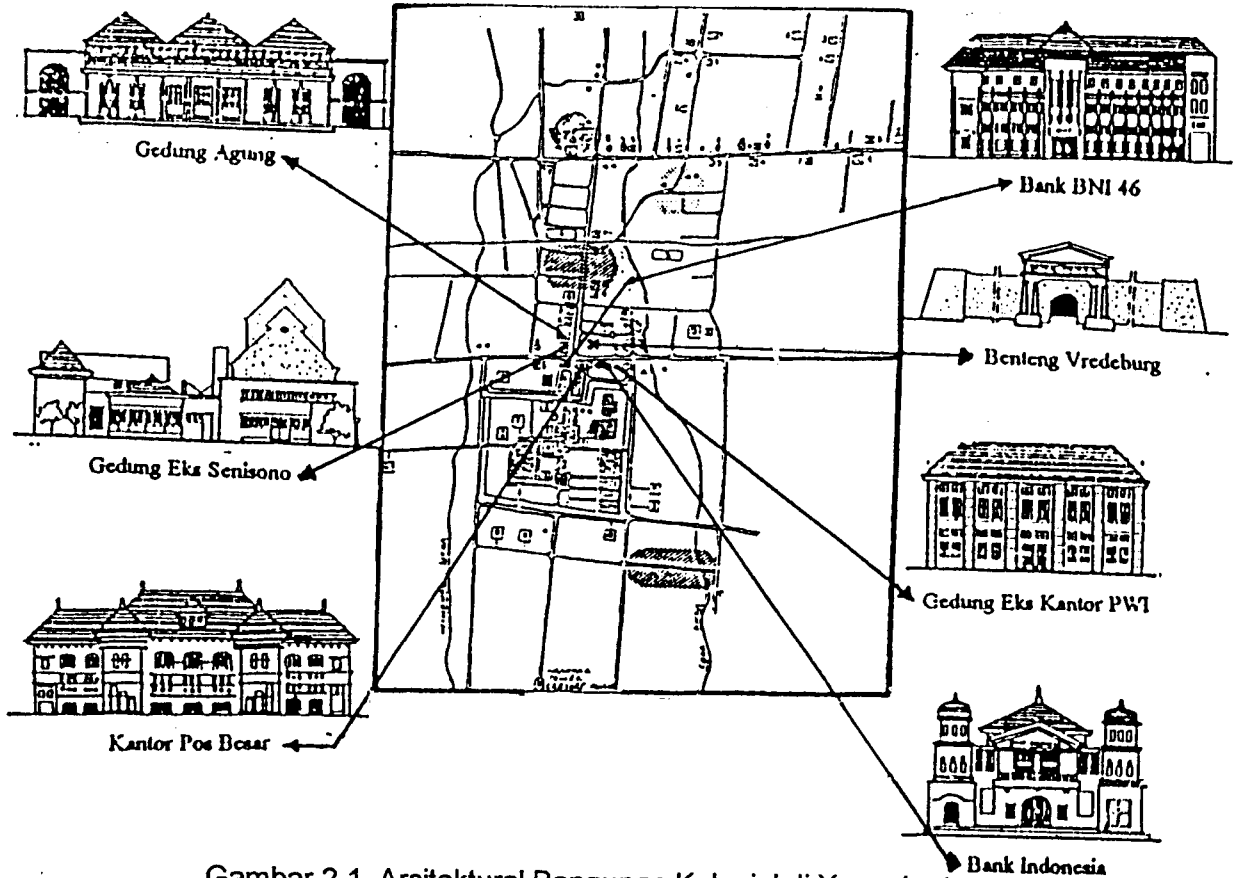 Gedung Agung
Bank BNI 46
Benteng Vredeburg
Gedung Eks Senisono
Gedung Eks Kantor PWI
Kantor Pos Besar
Bank Indonesia
Gambar 2.1. Arsitektural Bangunan Kolonial di